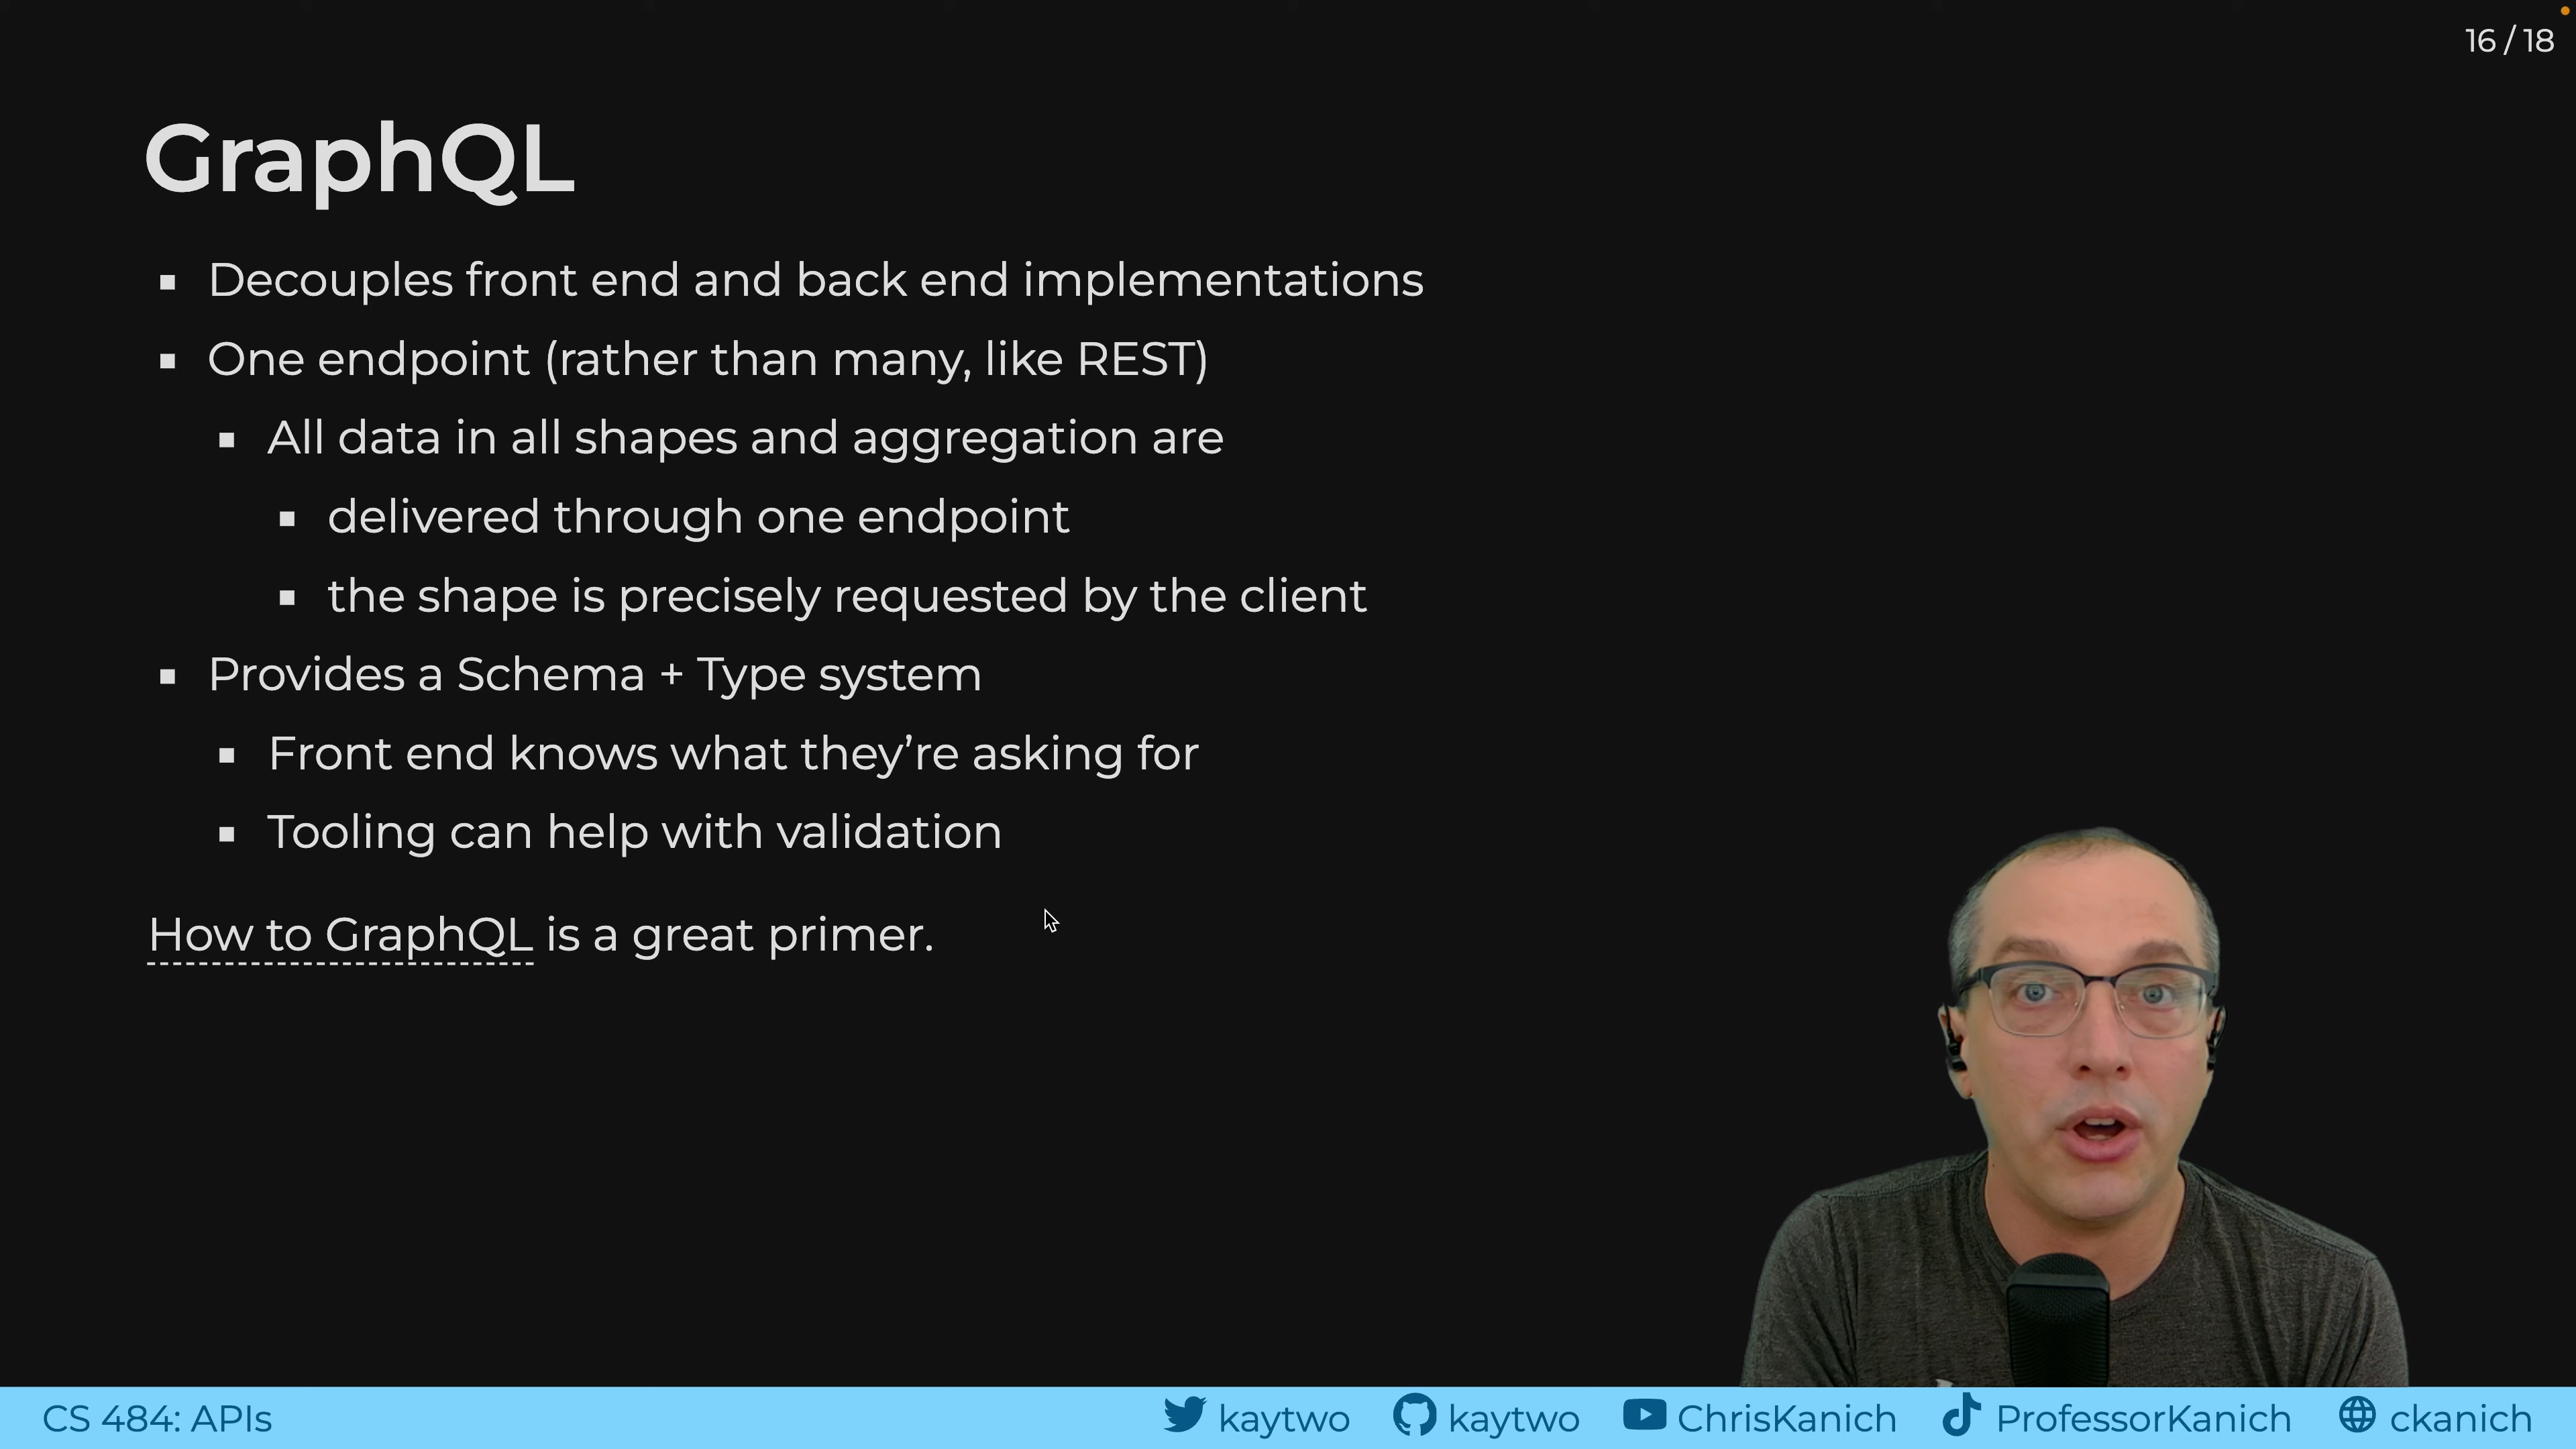 16 / 18
GraphQL
Decouples front end and back end implementations
One endpoint (rather than many, like REST)
All data in all shapes and aggregation are
delivered through one endpoint
the shape is precisely requested by the client
Provides a Schema + Type system
Front end knows what they’re asking for
Tooling can help with validation
How to GraphQL is a great primer.
CS 484: APIs kaytwo kaytwo ChrisKanich ProfessorKanich ckanich